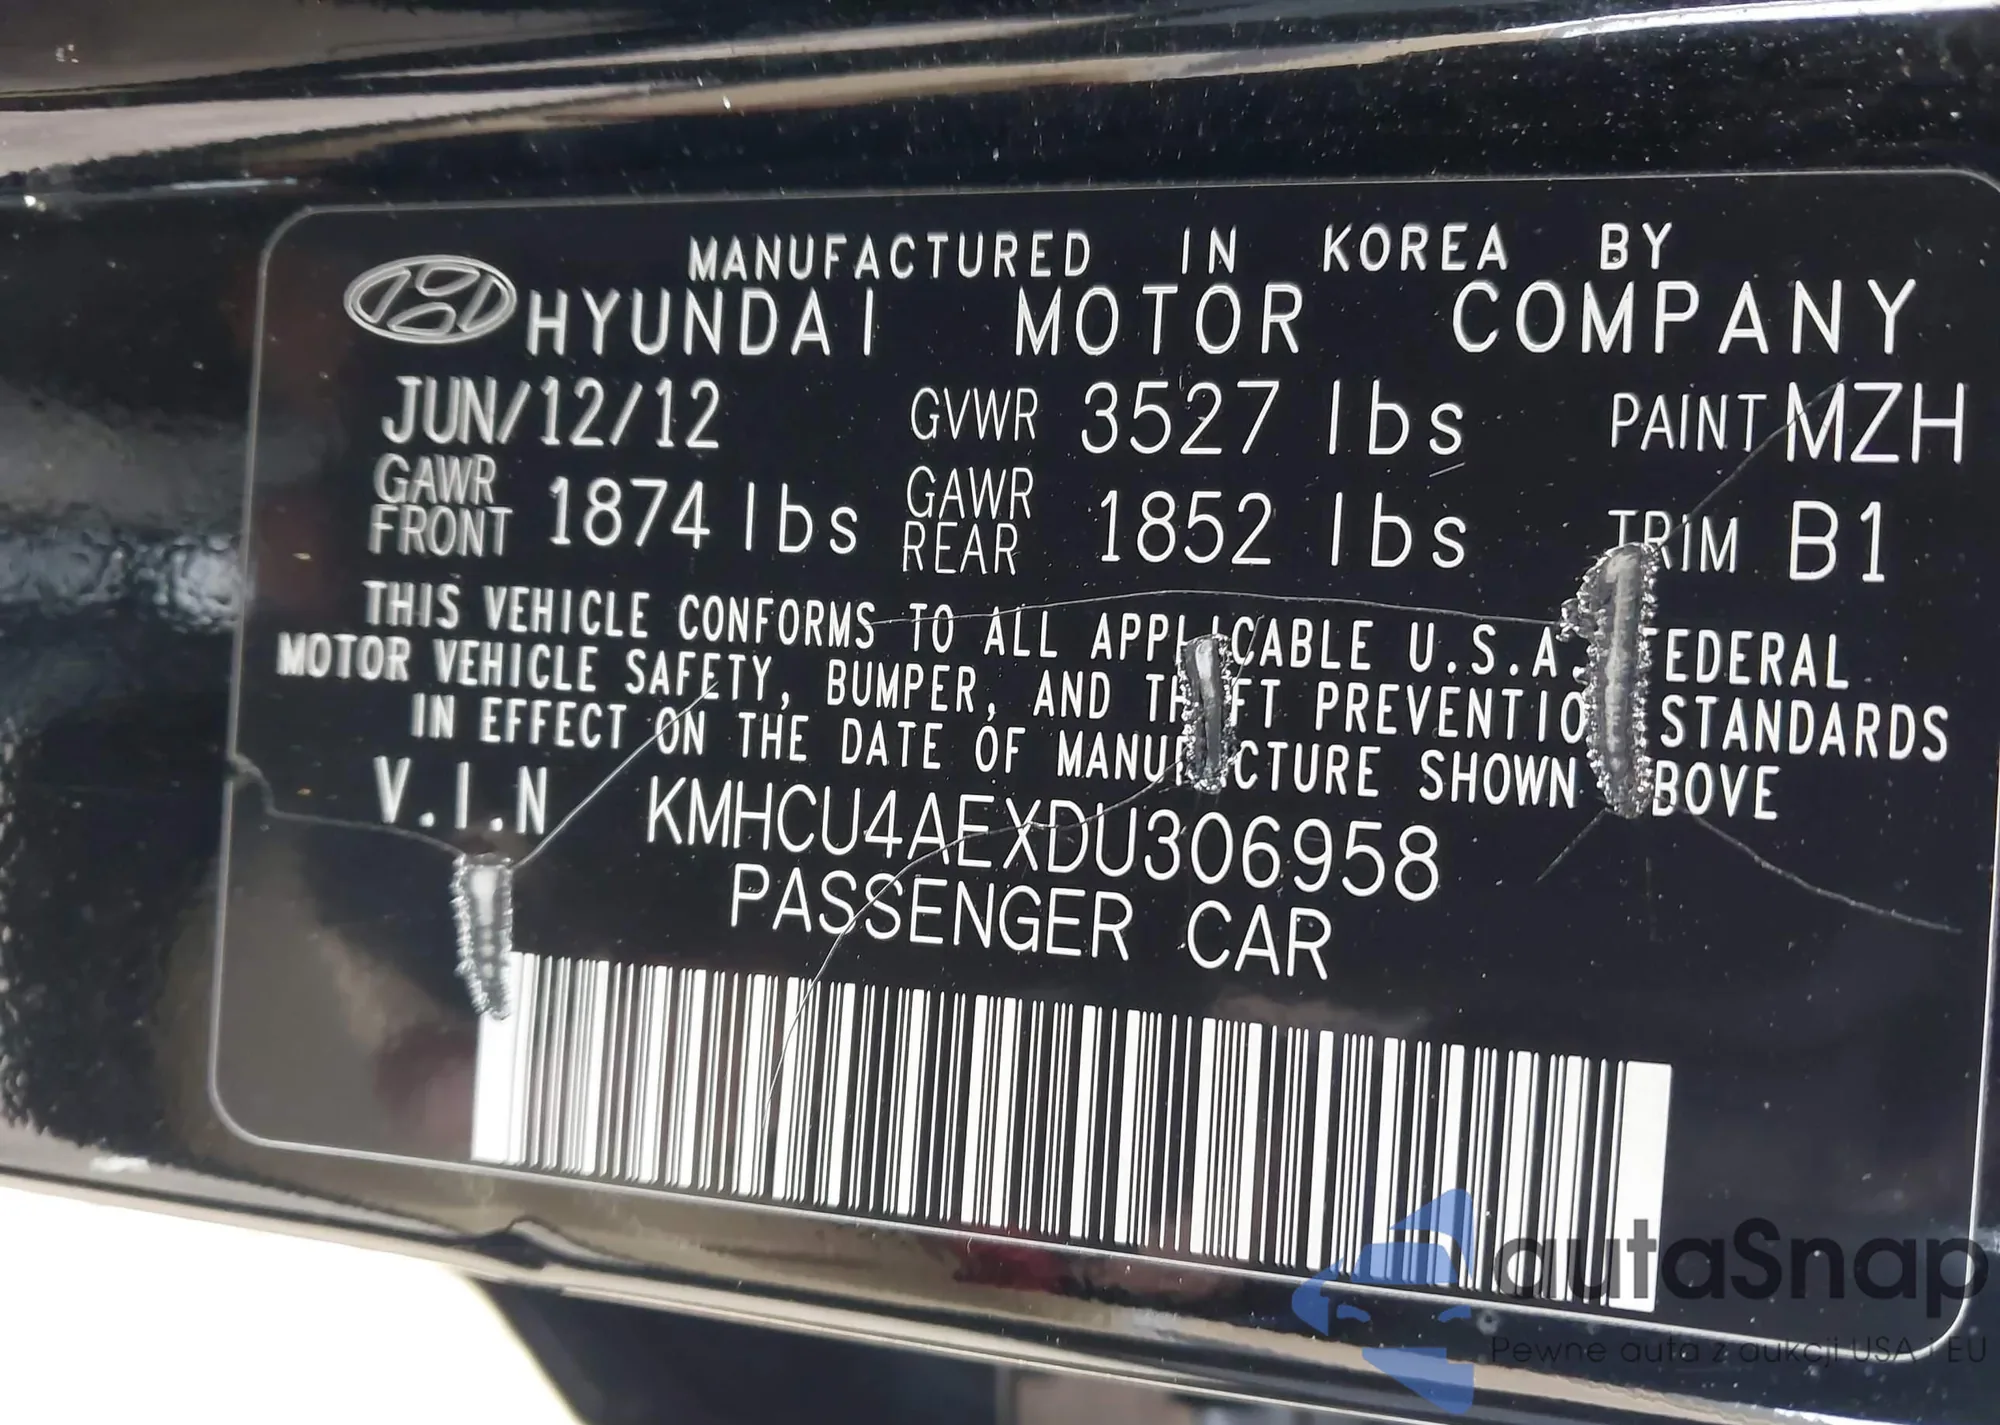 MANUFACTURED IN KOREA BY
HYUNDAI MOTOR COMPANY
JUN/12/12 GVWR 3527 lbs PAINT MZH
GAWR FRONT 1874 lbs GAWR REAR 1852 lbs TRIM B1
THIS VEHICLE CONFORMS TO ALL APPLICABLE U.S.A. FEDERAL
MOTOR VEHICLE SAFETY, BUMPER, AND THEFT PREVENTION STANDARDS
IN EFFECT ON THE DATE OF MANUFACTURE SHOWN ABOVE
V.I.N KMHCU4AEXDU306958
PASSENGER CAR
autaSnap
Pewne auta z aukcji USA i EU